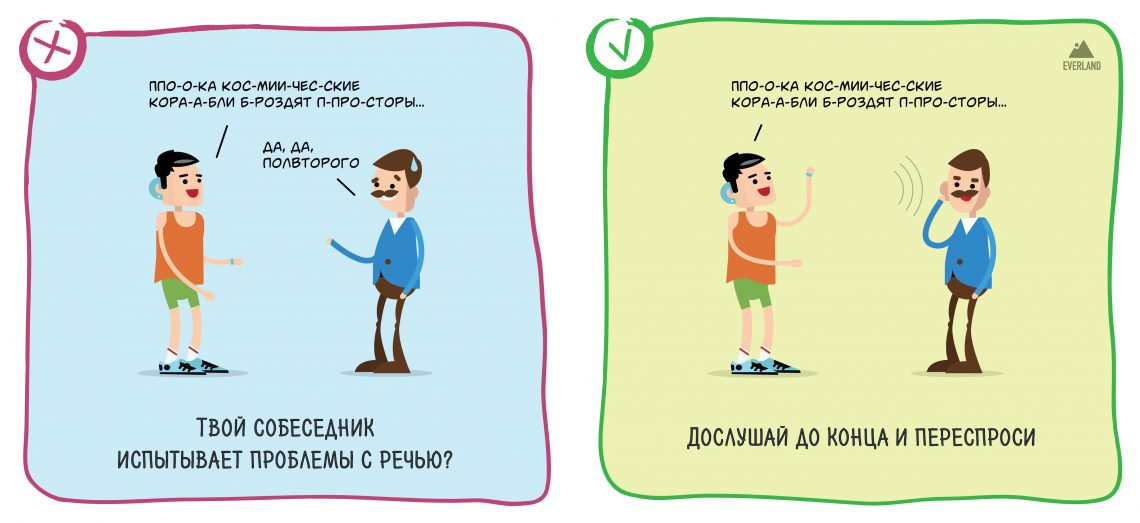 ППО-О-КА КОС-МИИ-ЧЕС-СКИЕ
КОРА-А-БЛИ Б-РОЗДЯТ П-ПРО-СТОРЫ...
ДА, ДА,
ПОЛВТОРОГО
ТВОЙ СОБЕСЕДНИК
ИСПЫТЫВАЕТ ПРОБЛЕМЫ С РЕЧЬЮ?
EVERLAND
ППО-О-КА КОС-МИИ-ЧЕС-СКИЕ
КОРА-А-БЛИ Б-РОЗДЯТ П-ПРО-СТОРЫ...
ДОСЛУШАЙ ДО КОНЦА И ПЕРЕСПРОСИ